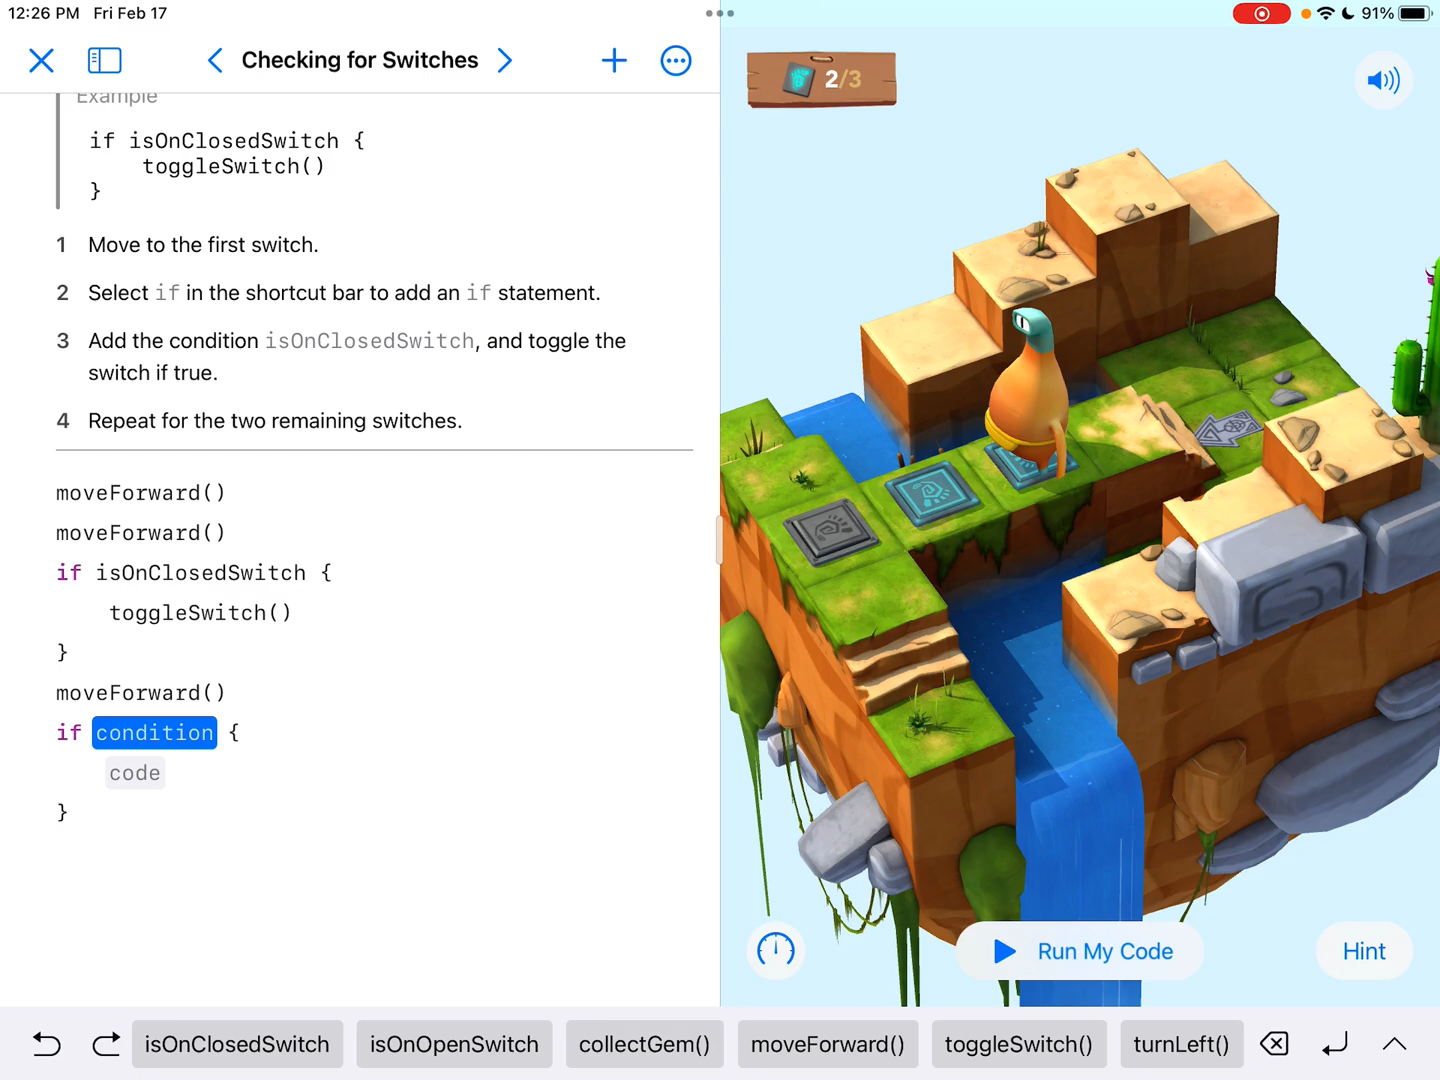 12:26 PM Fri Feb 17
91%
Checking for Switches
Example
if isOnClosedSwitch {
toggleSwitch()
}
1 Move to the first switch.
2 Select if in the shortcut bar to add an if statement.
3 Add the condition isOnClosedSwitch, and toggle the
switch if true.
4 Repeat for the two remaining switches.
moveForward()
moveForward()
if isOnClosedSwitch {
toggleSwitch()
}
moveForward()
if condition {
code
}
2/3
Run My Code
Hint
isOnClosedSwitch isOnOpenSwitch collectGem() moveForward() toggleSwitch() turnLeft()